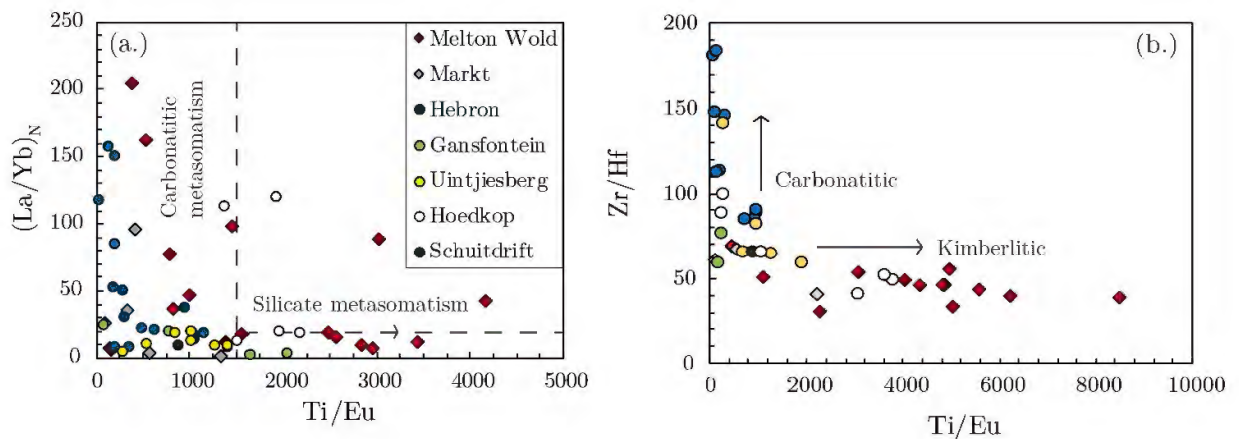 (a.)
250
200
150
100
50
0
(La/Yb)N
0 1000 2000 3000 4000 5000
Ti/Eu
Carbonatitic
metasomatism
Silicate metasomatism
Melton Wold
Markt
Hebron
Gansfontein
Uintjiesberg
Hoedkop
Schuitdrift
(b.)
200
150
100
50
0
Zr/Hf
0 2000 4000 6000 8000 10000
Ti/Eu
Carbonatitic
Kimberlitic